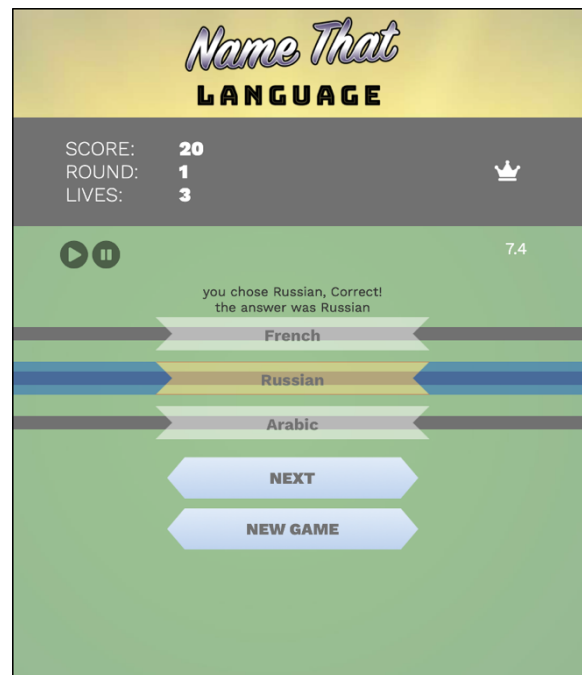 Name That
LANGUAGE
SCORE: 20
ROUND: 1
LIVES: 3
7.4
you chose Russian, Correct!
the answer was Russian
French
Russian
Arabic
NEXT
NEW GAME